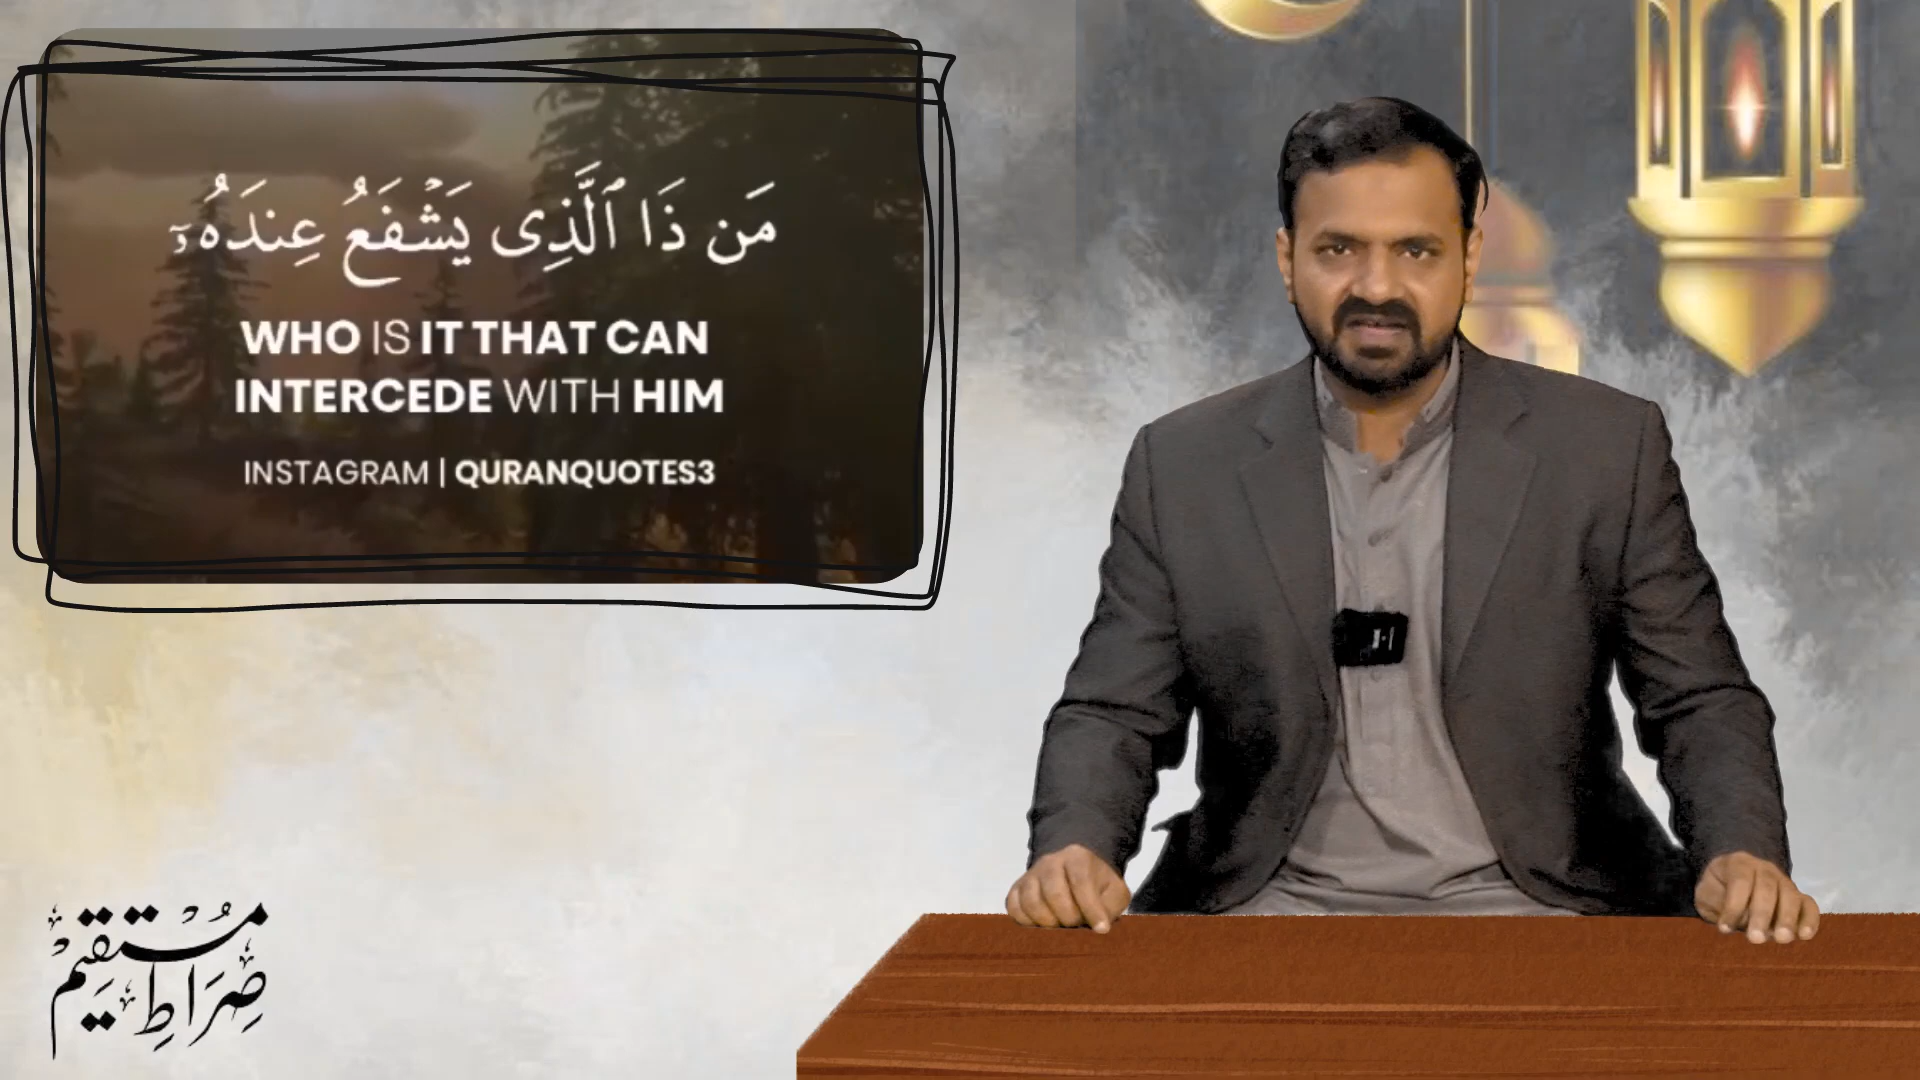 مَن ذَا ٱلَّذِى يَشْفَعُ عِندَهُۥٓ
WHO IS IT THAT CAN
INTERCEDE WITH HIM
INSTAGRAM | QURANQUOTES3
صِرَاطِ مُسْتَقِيم